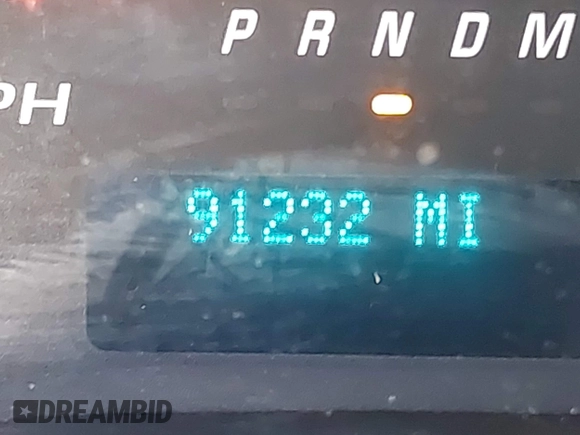 P R N D M
PH
91232 MI
DREAMBID